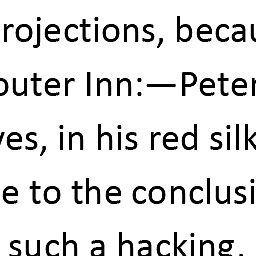 rojections, becau
outer Inn:—Peter
ves, in his red silk
e to the conclusi
such a hacking,